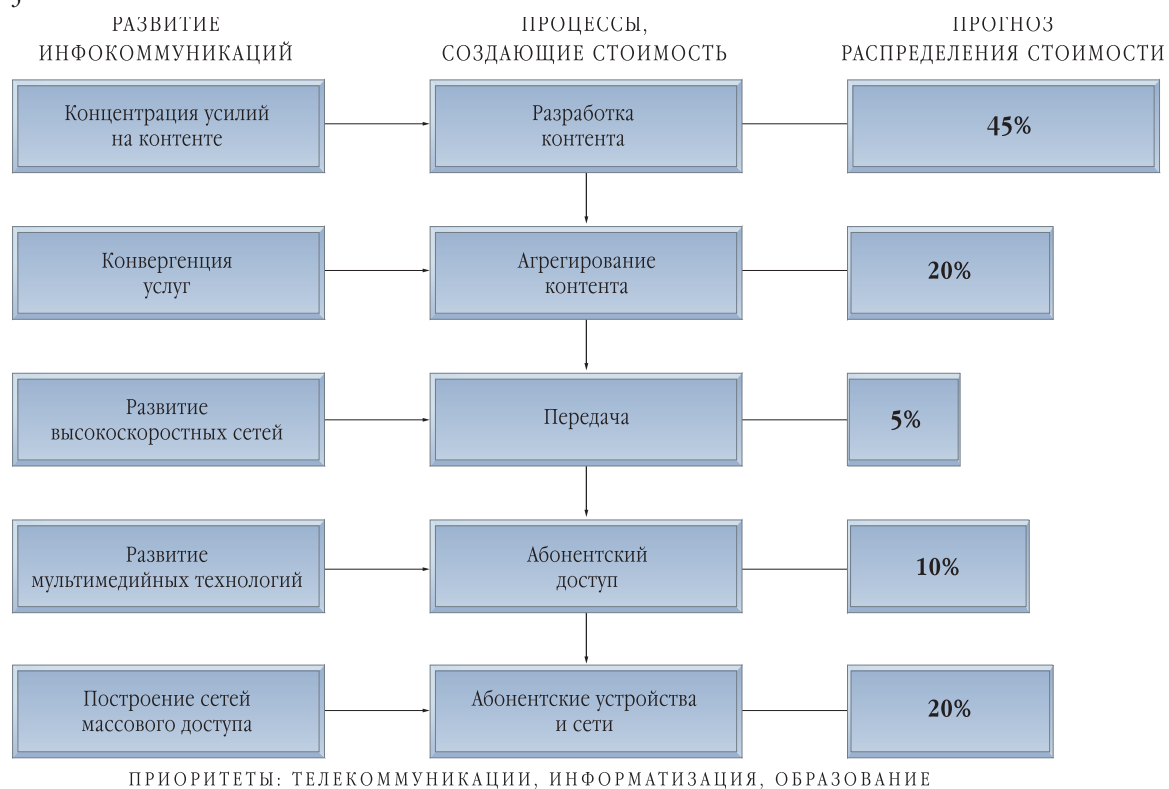 РАЗВИТИЕ
ИНФОКОММУНИКАЦИЙ
ПРОЦЕССЫ,
СОЗДАЮЩИЕ СТОИМОСТЬ
ПРОГНОЗ
РАСПРЕДЕЛЕНИЯ СТОИМОСТИ
Концентрация усилий
на контенте
Разработка
контента
45%
Конвергенция
услуг
Агрегирование
контента
20%
Развитие
высокоскоростных сетей
Передача
5%
Развитие
мультимедийных технологий
Абонентский
доступ
10%
Построение сетей
массового доступа
Абонентские устройства
и сети
20%
ПРИОРИТЕТЫ: ТЕЛЕКОММУНИКАЦИИ, ИНФОРМАТИЗАЦИЯ, ОБРАЗОВАНИЕ